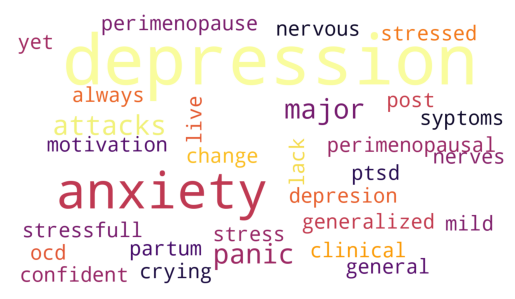 perimenopause nervous
yet depression stressed
always major post
attacks live syptoms
motivation change lack perimenopausal
nerves
anxiety ptsd
depresion
stressfull stress generalized mild
ocd partum panic clinical
confident crying general